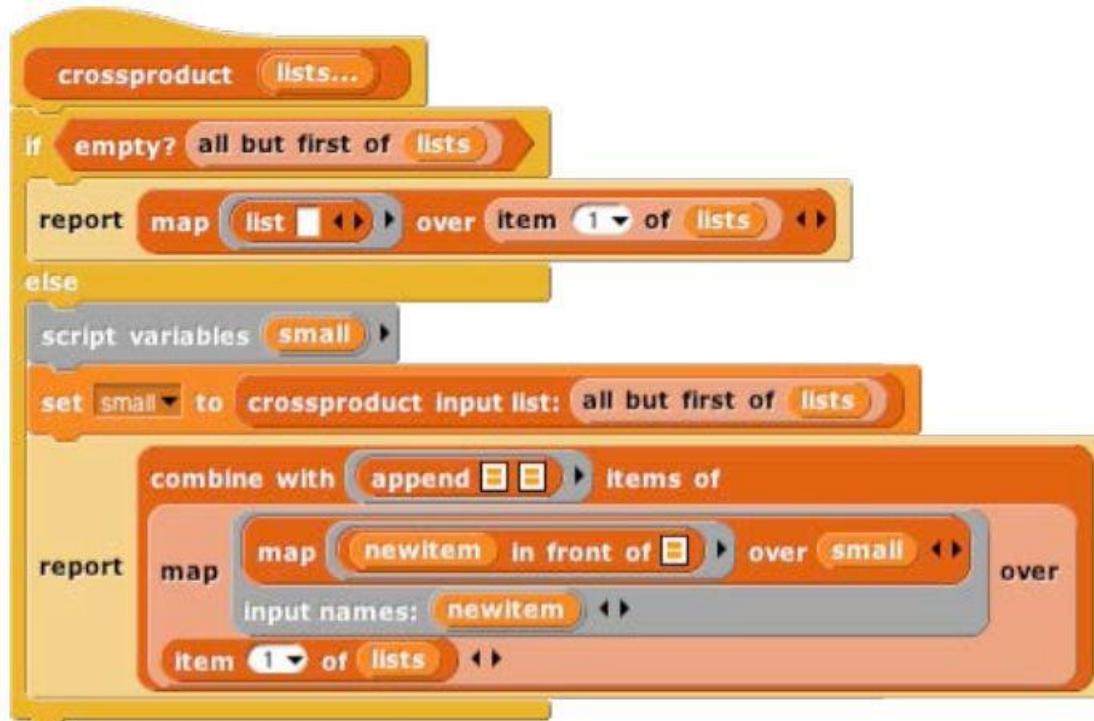 crossproduct lists...
if empty? all but first of lists
report map list over item 1 of lists
else
script variables small
set small to crossproduct input list: all but first of lists
combine with append items of
map newitem in front of over small
report map over
input names: newitem
item 1 of lists